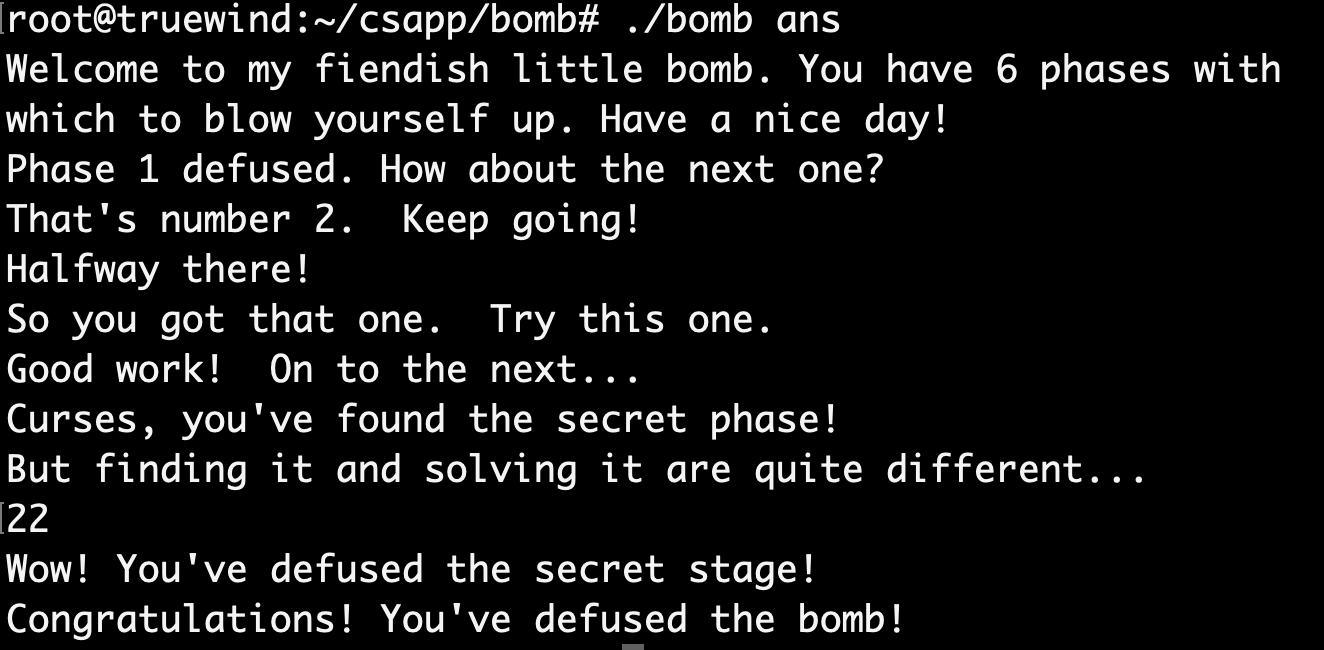 root@truewind:~/csapp/bomb# ./bomb ans
Welcome to my fiendish little bomb. You have 6 phases with
which to blow yourself up. Have a nice day!
Phase 1 defused. How about the next one?
That's number 2.  Keep going!
Halfway there!
So you got that one.  Try this one.
Good work!  On to the next...
Curses, you've found the secret phase!
But finding it and solving it are quite different...
22
Wow! You've defused the secret stage!
Congratulations! You've defused the bomb!